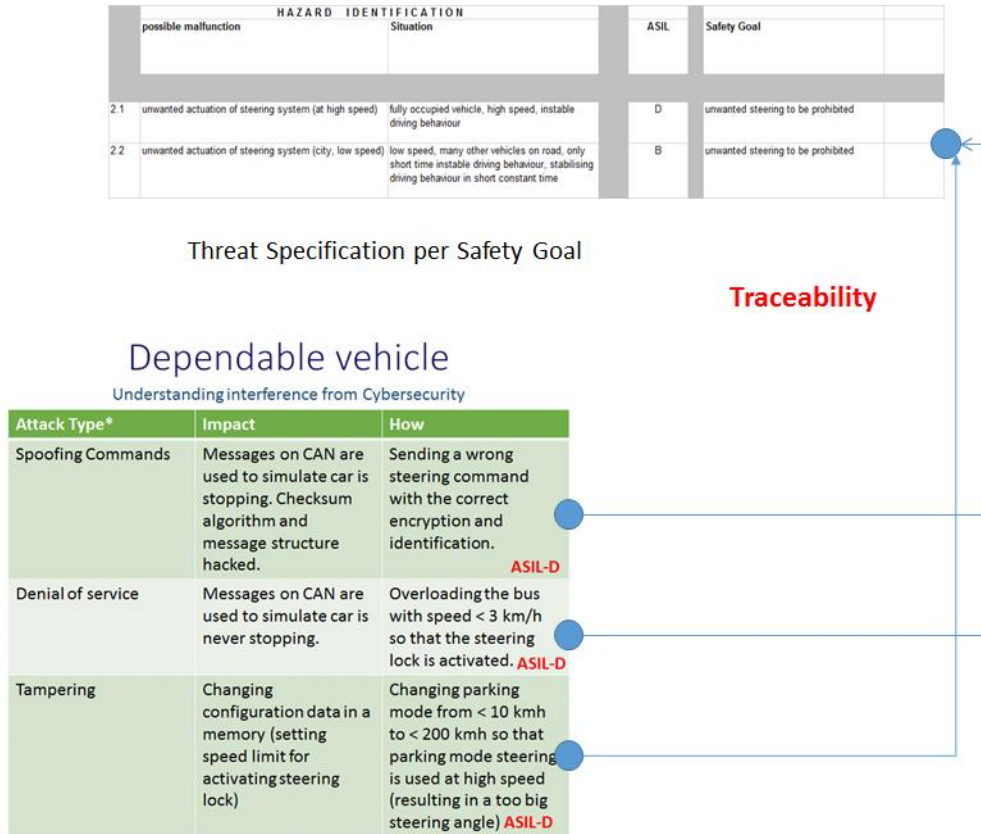 HAZARD IDENTIFICATION
possible malfunction Situation ASIL Safety Goal
2.1 unwanted actuation of steering system (at high speed) fully occupied vehicle, high speed, instable D unwanted steering to be prohibited
driving behaviour
2.2 unwanted actuation of steering system (city, low speed) low speed, many other vehicles on road, only B unwanted steering to be prohibited
short time instable driving behaviour, stabilising
driving behaviour in short constant time
Threat Specification per Safety Goal
Traceability
Dependable vehicle
Understanding interference from Cybersecurity
Attack Type* Impact How
Spoofing Commands Messages on CAN are Sending a wrong
used to simulate car is steering command
stopping. Checksum with the correct
algorithm and encryption and
message structure identification.
hacked. ASIL-D
Denial of service Messages on CAN are Overloading the bus
used to simulate car is with speed < 3 km/h
never stopping. so that the steering
lock is activated. ASIL-D
Tampering Changing Changing parking
configuration data in a mode from < 10 kmh
memory (setting to < 200 kmh so that
speed limit for parking mode steering
activating steering is used at high speed
lock) (resulting in a too big
steering angle) ASIL-D